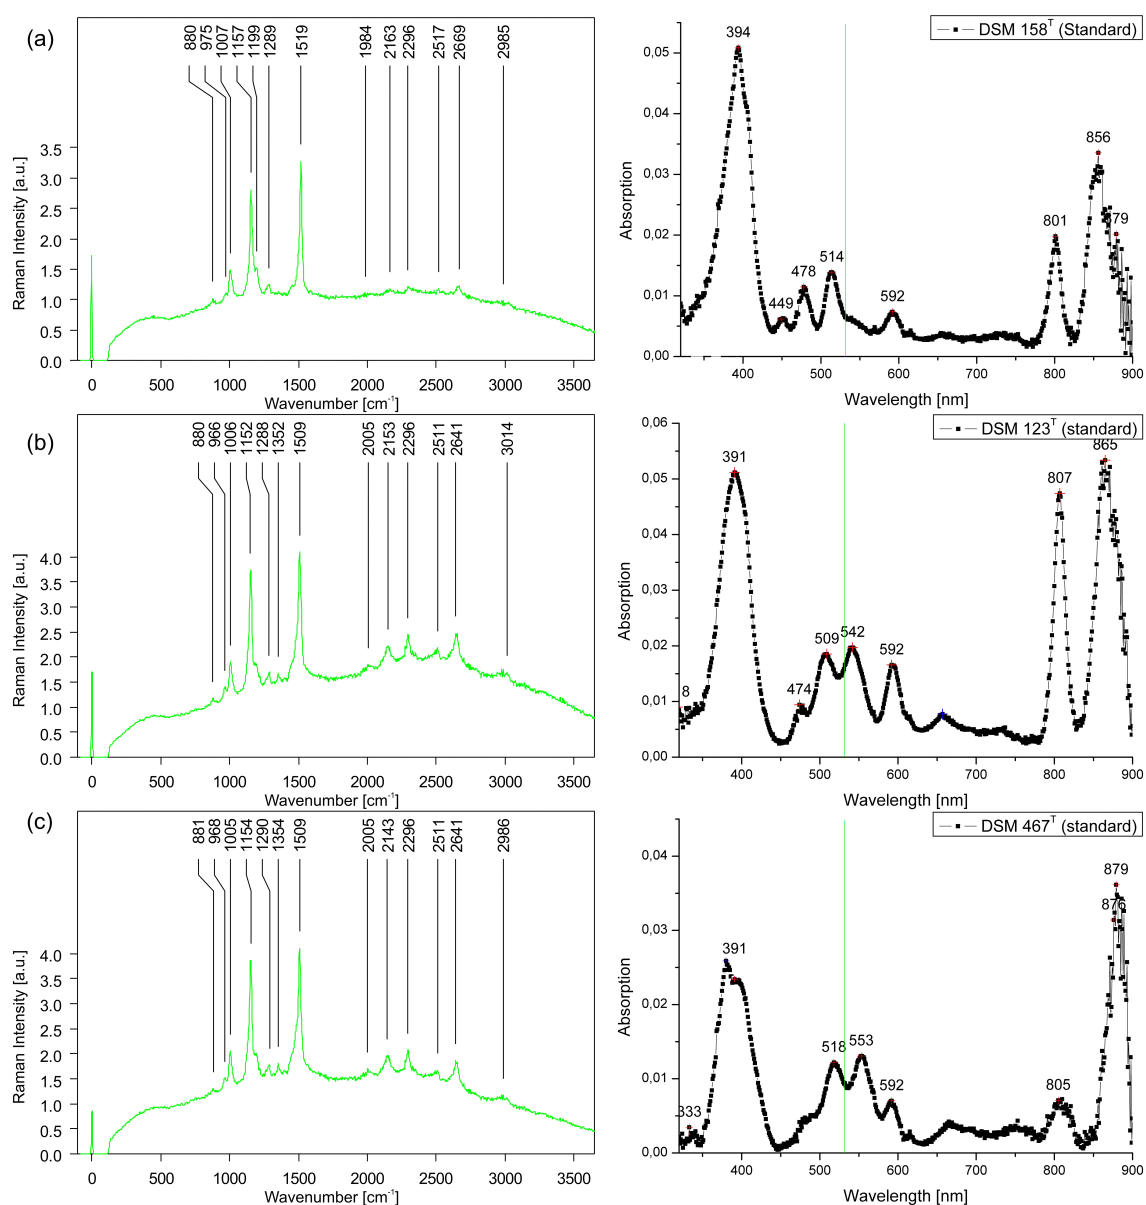 (a)
880 975 1007 1157 1199 1289 1519 1984 2163 2296 2517 2669 2985
Raman Intensity [a.u.]
3.5
3.0
2.5
2.0
1.5
1.0
0.5
0.0
0 500 1000 1500 2000 2500 3000 3500
Wavenumber [cm-1]
DSM 158T (Standard)
Absorption
0,05
0,04
0,03
0,02
0,01
0,00
394
449
478
514
592
801
856
79
400 500 600 700 800 900
Wavelength [nm]
(b)
880 966 1006 1152 1288 1352 1509 2005 2153 2296 2511 2641 3014
Raman Intensity [a.u.]
4.0
3.5
3.0
2.5
2.0
1.5
1.0
0.5
0.0
0 500 1000 1500 2000 2500 3000 3500
Wavenumber [cm-1]
DSM 123T (standard)
Absorption
0,06
0,05
0,04
0,03
0,02
0,01
0,00
8
391
474
509
542
592
807
865
400 500 600 700 800 900
Wavelength [nm]
(c)
881 968 1005 1154 1290 1354 1509 2005 2143 2296 2511 2641 2986
Raman Intensity [a.u.]
4.0
3.5
3.0
2.5
2.0
1.5
1.0
0.5
0.0
0 500 1000 1500 2000 2500 3000 3500
Wavenumber [cm-1]
DSM 467T (standard)
Absorption
0,04
0,03
0,02
0,01
0,00
333
391
518
553
592
805
876
879
400 500 600 700 800 900
Wavelength [nm]